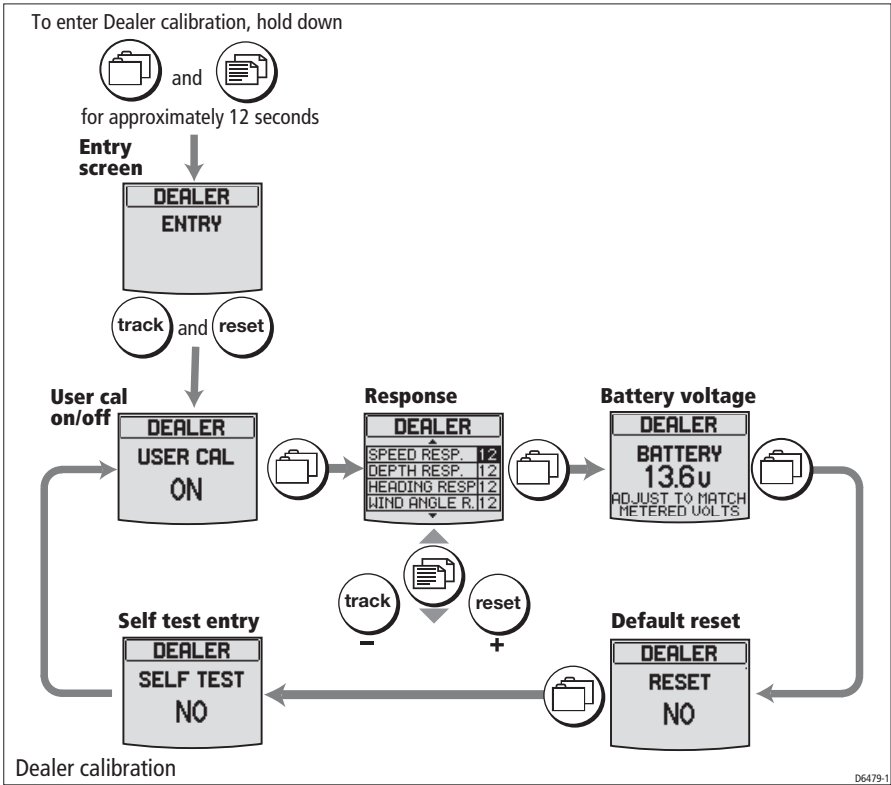 To enter Dealer calibration, hold down
and
for approximately 12 seconds
Entry
screen
DEALER
ENTRY
track and reset
User cal
on/off
DEALER
USER CAL
ON
Response
DEALER
SPEED RESP. 12
DEPTH RESP. 12
HEADING RESP 12
WIND ANGLE R. 12
Battery voltage
DEALER
BATTERY
13.6v
ADJUST TO MATCH
METERED VOLTS
track
–
reset
+
Self test entry
DEALER
SELF TEST
NO
Default reset
DEALER
RESET
NO
Dealer calibration
D6479-1